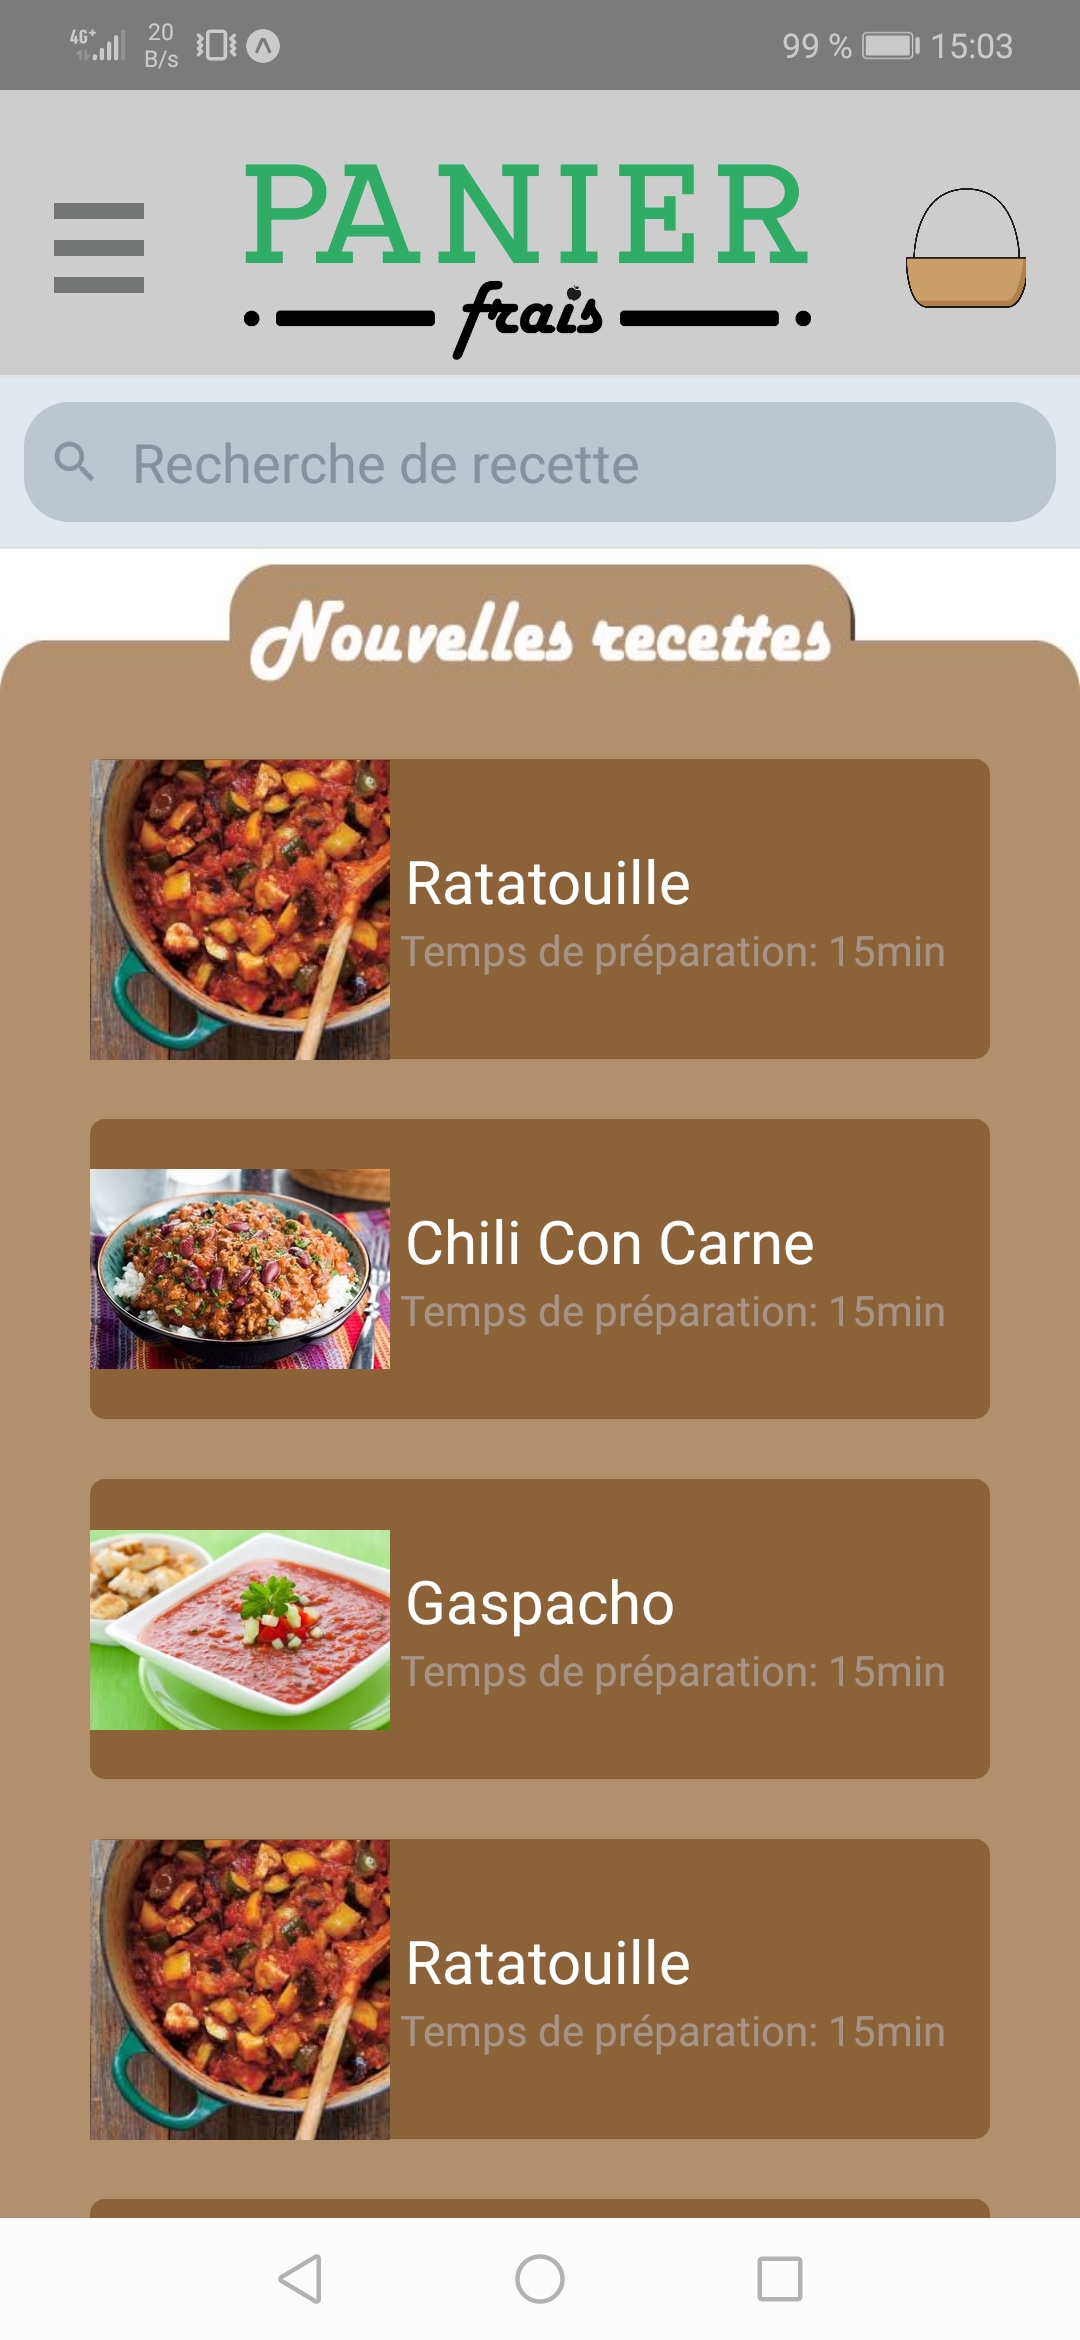 4G+
20
B/s
99 %
15:03
PANIER
frais
Recherche de recette
Nouvelles recettes
Ratatouille
Temps de préparation: 15min
Chili Con Carne
Temps de préparation: 15min
Gaspacho
Temps de préparation: 15min
Ratatouille
Temps de préparation: 15min